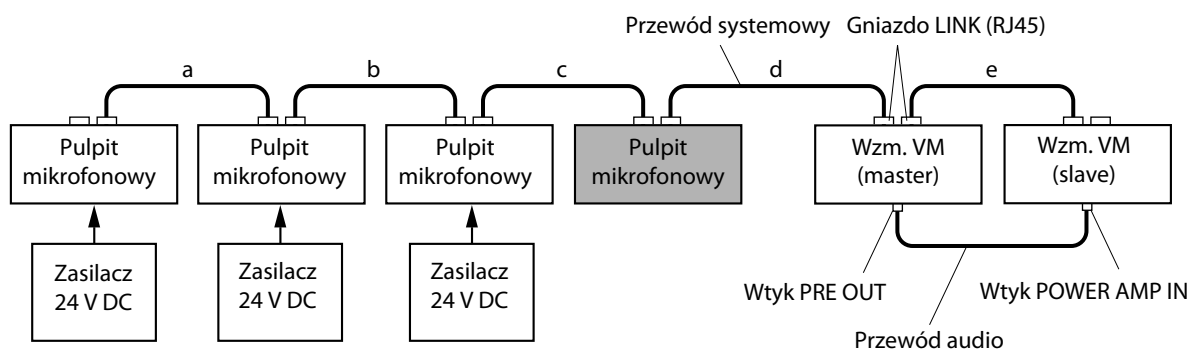 Przewód systemowy
Gniazdo LINK (RJ45)
a
b
c
d
e
Pulpit
mikrofonowy
Pulpit
mikrofonowy
Pulpit
mikrofonowy
Pulpit
mikrofonowy
Wzm. VM
(master)
Wzm. VM
(slave)
Zasilacz
24 V DC
Zasilacz
24 V DC
Zasilacz
24 V DC
Wtyk PRE OUT
Wtyk POWER AMP IN
Przewód audio